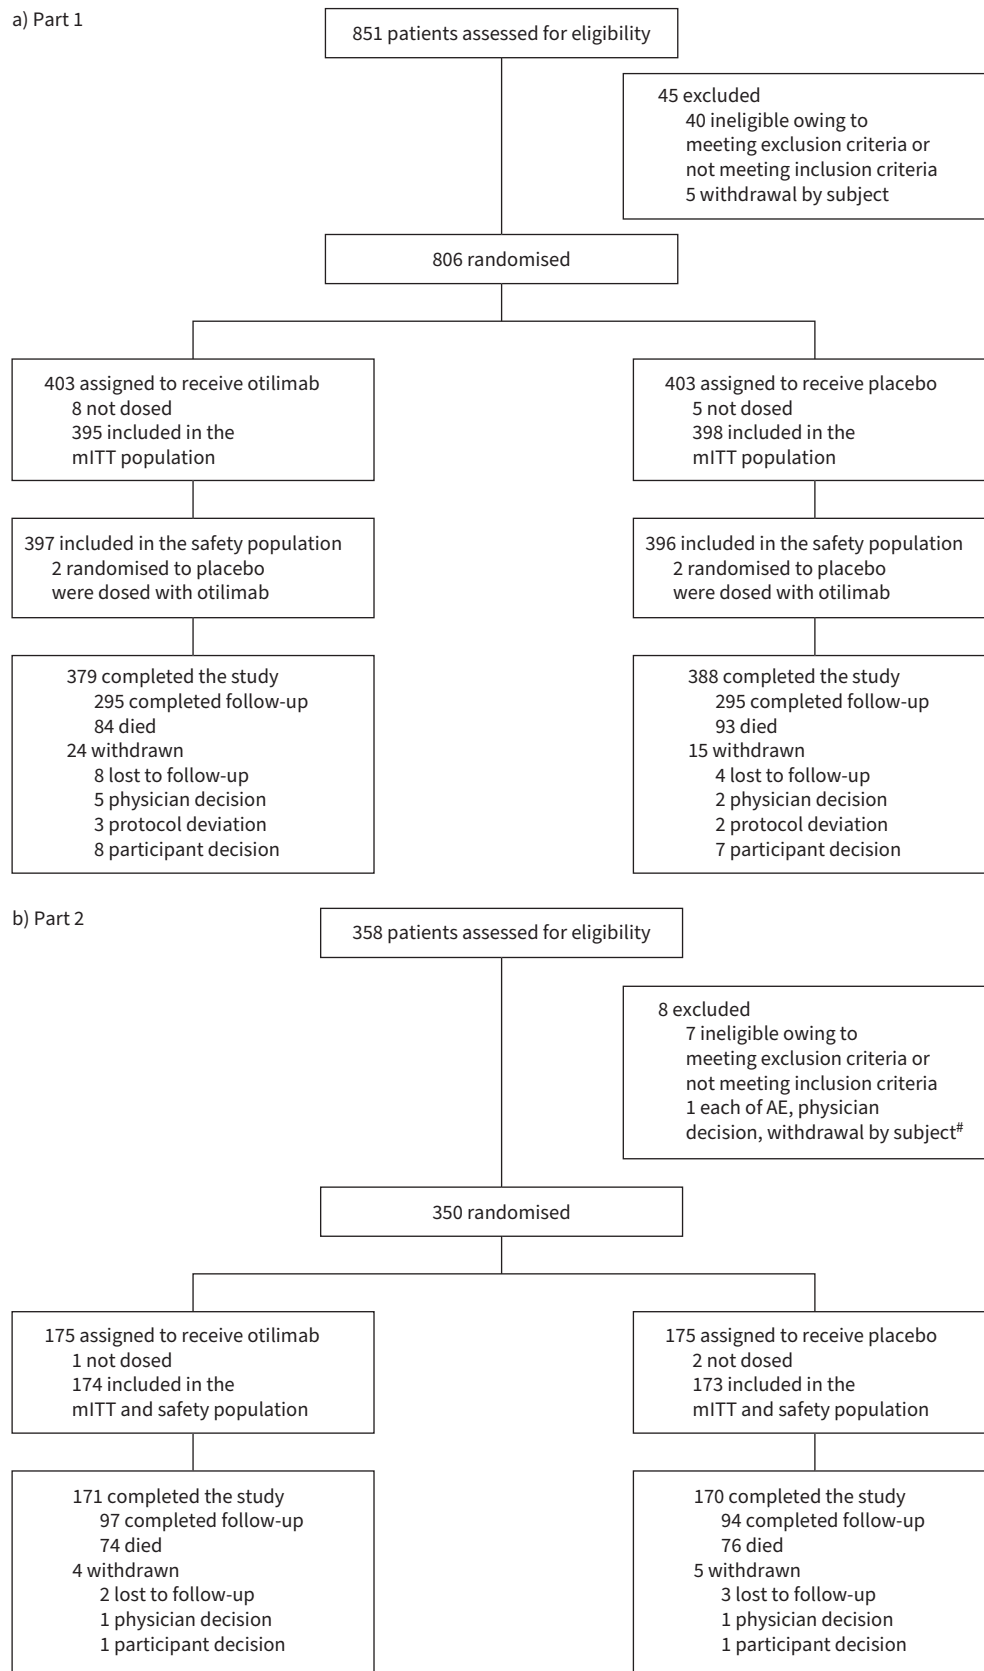 a) Part 1
851 patients assessed for eligibility
45 excluded
40 ineligible owing to
meeting exclusion criteria or
not meeting inclusion criteria
5 withdrawal by subject
806 randomised
403 assigned to receive otilimab
8 not dosed
395 included in the
mITT population
403 assigned to receive placebo
5 not dosed
398 included in the
mITT population
397 included in the safety population
2 randomised to placebo
were dosed with otilimab
396 included in the safety population
2 randomised to placebo
were dosed with otilimab
379 completed the study
295 completed follow-up
84 died
24 withdrawn
8 lost to follow-up
5 physician decision
3 protocol deviation
8 participant decision
388 completed the study
295 completed follow-up
93 died
15 withdrawn
4 lost to follow-up
2 physician decision
2 protocol deviation
7 participant decision
b) Part 2
358 patients assessed for eligibility
8 excluded
7 ineligible owing to
meeting exclusion criteria or
not meeting inclusion criteria
1 each of AE, physician
decision, withdrawal by subject#
350 randomised
175 assigned to receive otilimab
1 not dosed
174 included in the
mITT and safety population
175 assigned to receive placebo
2 not dosed
173 included in the
mITT and safety population
171 completed the study
97 completed follow-up
74 died
4 withdrawn
2 lost to follow-up
1 physician decision
1 participant decision
170 completed the study
94 completed follow-up
76 died
5 withdrawn
3 lost to follow-up
1 physician decision
1 participant decision